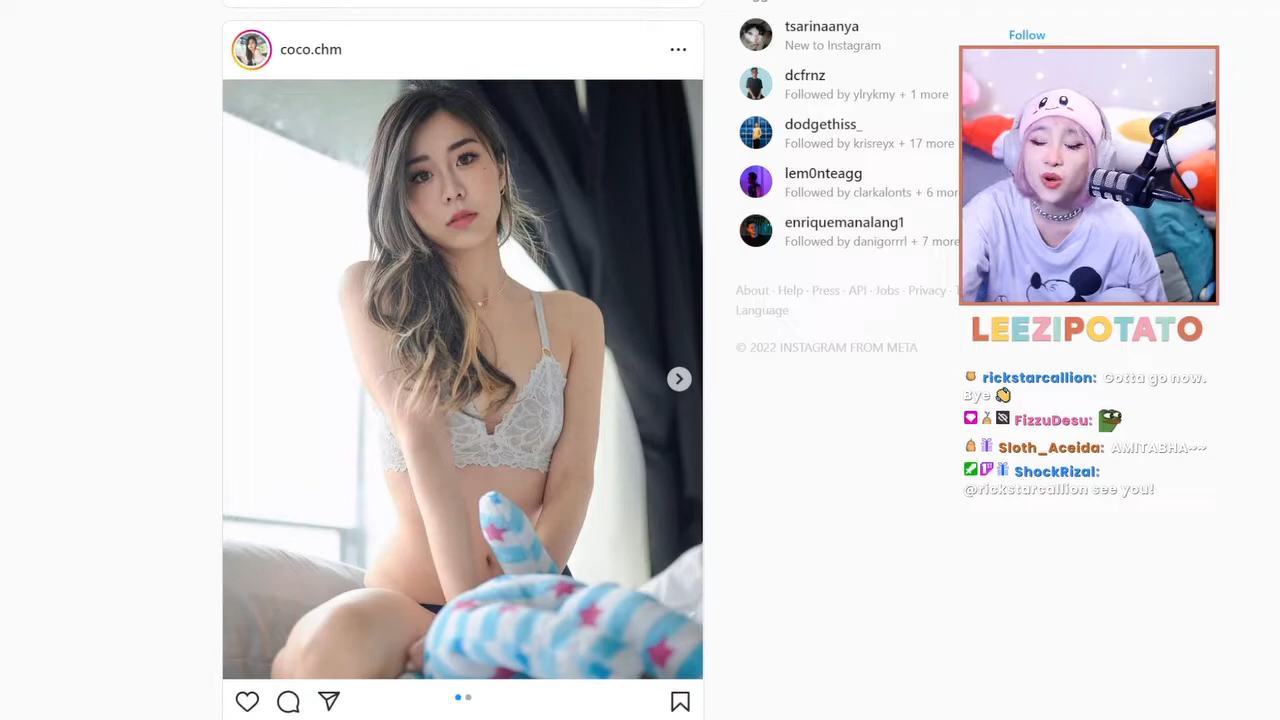 coco.chm
tsarinaanya
New to Instagram
Follow
dcfrnz
Followed by ylrykmy + 1 more
dodgethiss_
Followed by krisreyx + 17 more
lem0nteagg
Followed by clarkalonts + 6 mor
enriquemanalang1
Followed by danigorrrl + 7 more
About · Help · Press · API · Jobs · Privacy ·
Language
© 2022 INSTAGRAM FROM META
LEEZIPOTATO
rickstarcallion: Gotta go now.
Bye
FizzuDesu:
Sloth_Aceida: AMITABHA~~
ShockRizal:
@rickstarcallion see you!